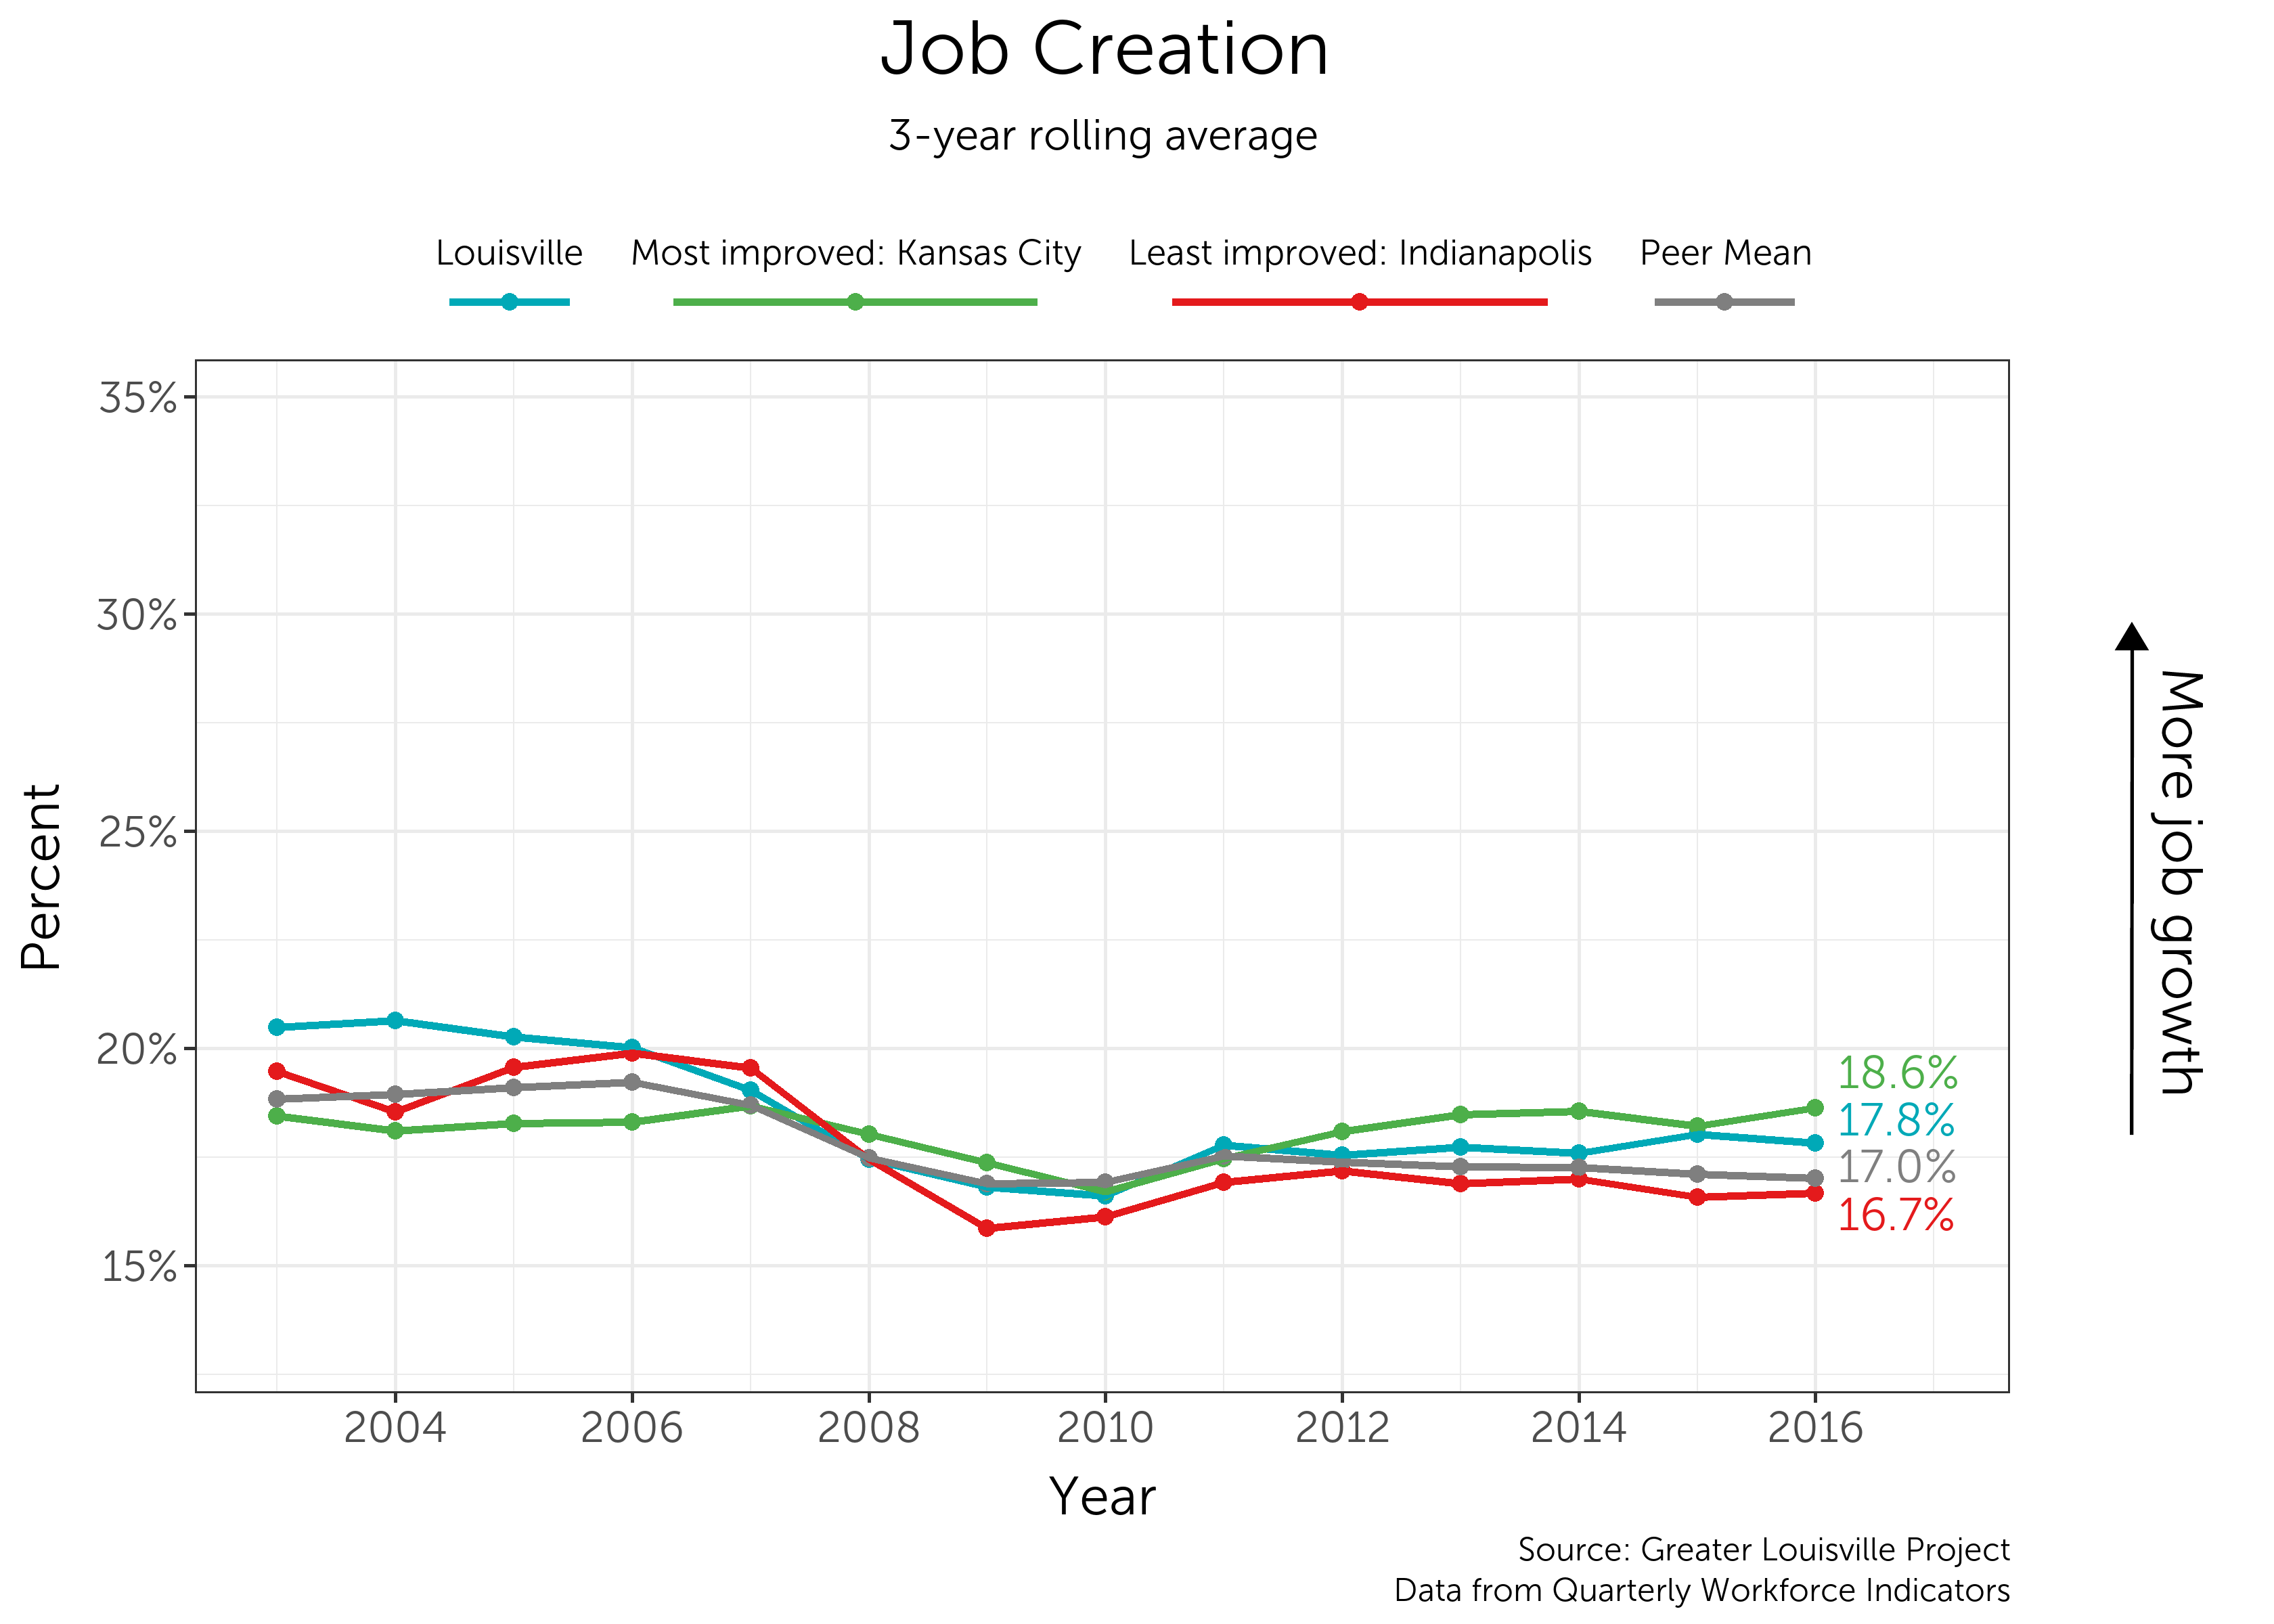 Job Creation
3-year rolling average
Louisville
Most improved: Kansas City
Least improved: Indianapolis
Peer Mean
35%
30%
25%
20%
15%
Percent
18.6%
17.8%
17.0%
16.7%
More job growth
2004
2006
2008
2010
2012
2014
2016
Year
Source: Greater Louisville Project
Data from Quarterly Workforce Indicators